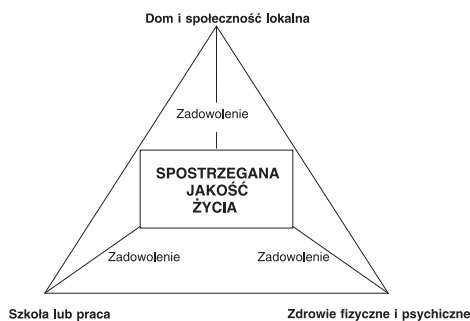 Dom i społeczność lokalna
Zadowolenie
SPOSTRZEGANA
JAKOŚĆ
ŻYCIA
Zadowolenie
Zadowolenie
Szkoła lub praca
Zdrowie fizyczne i psychiczne